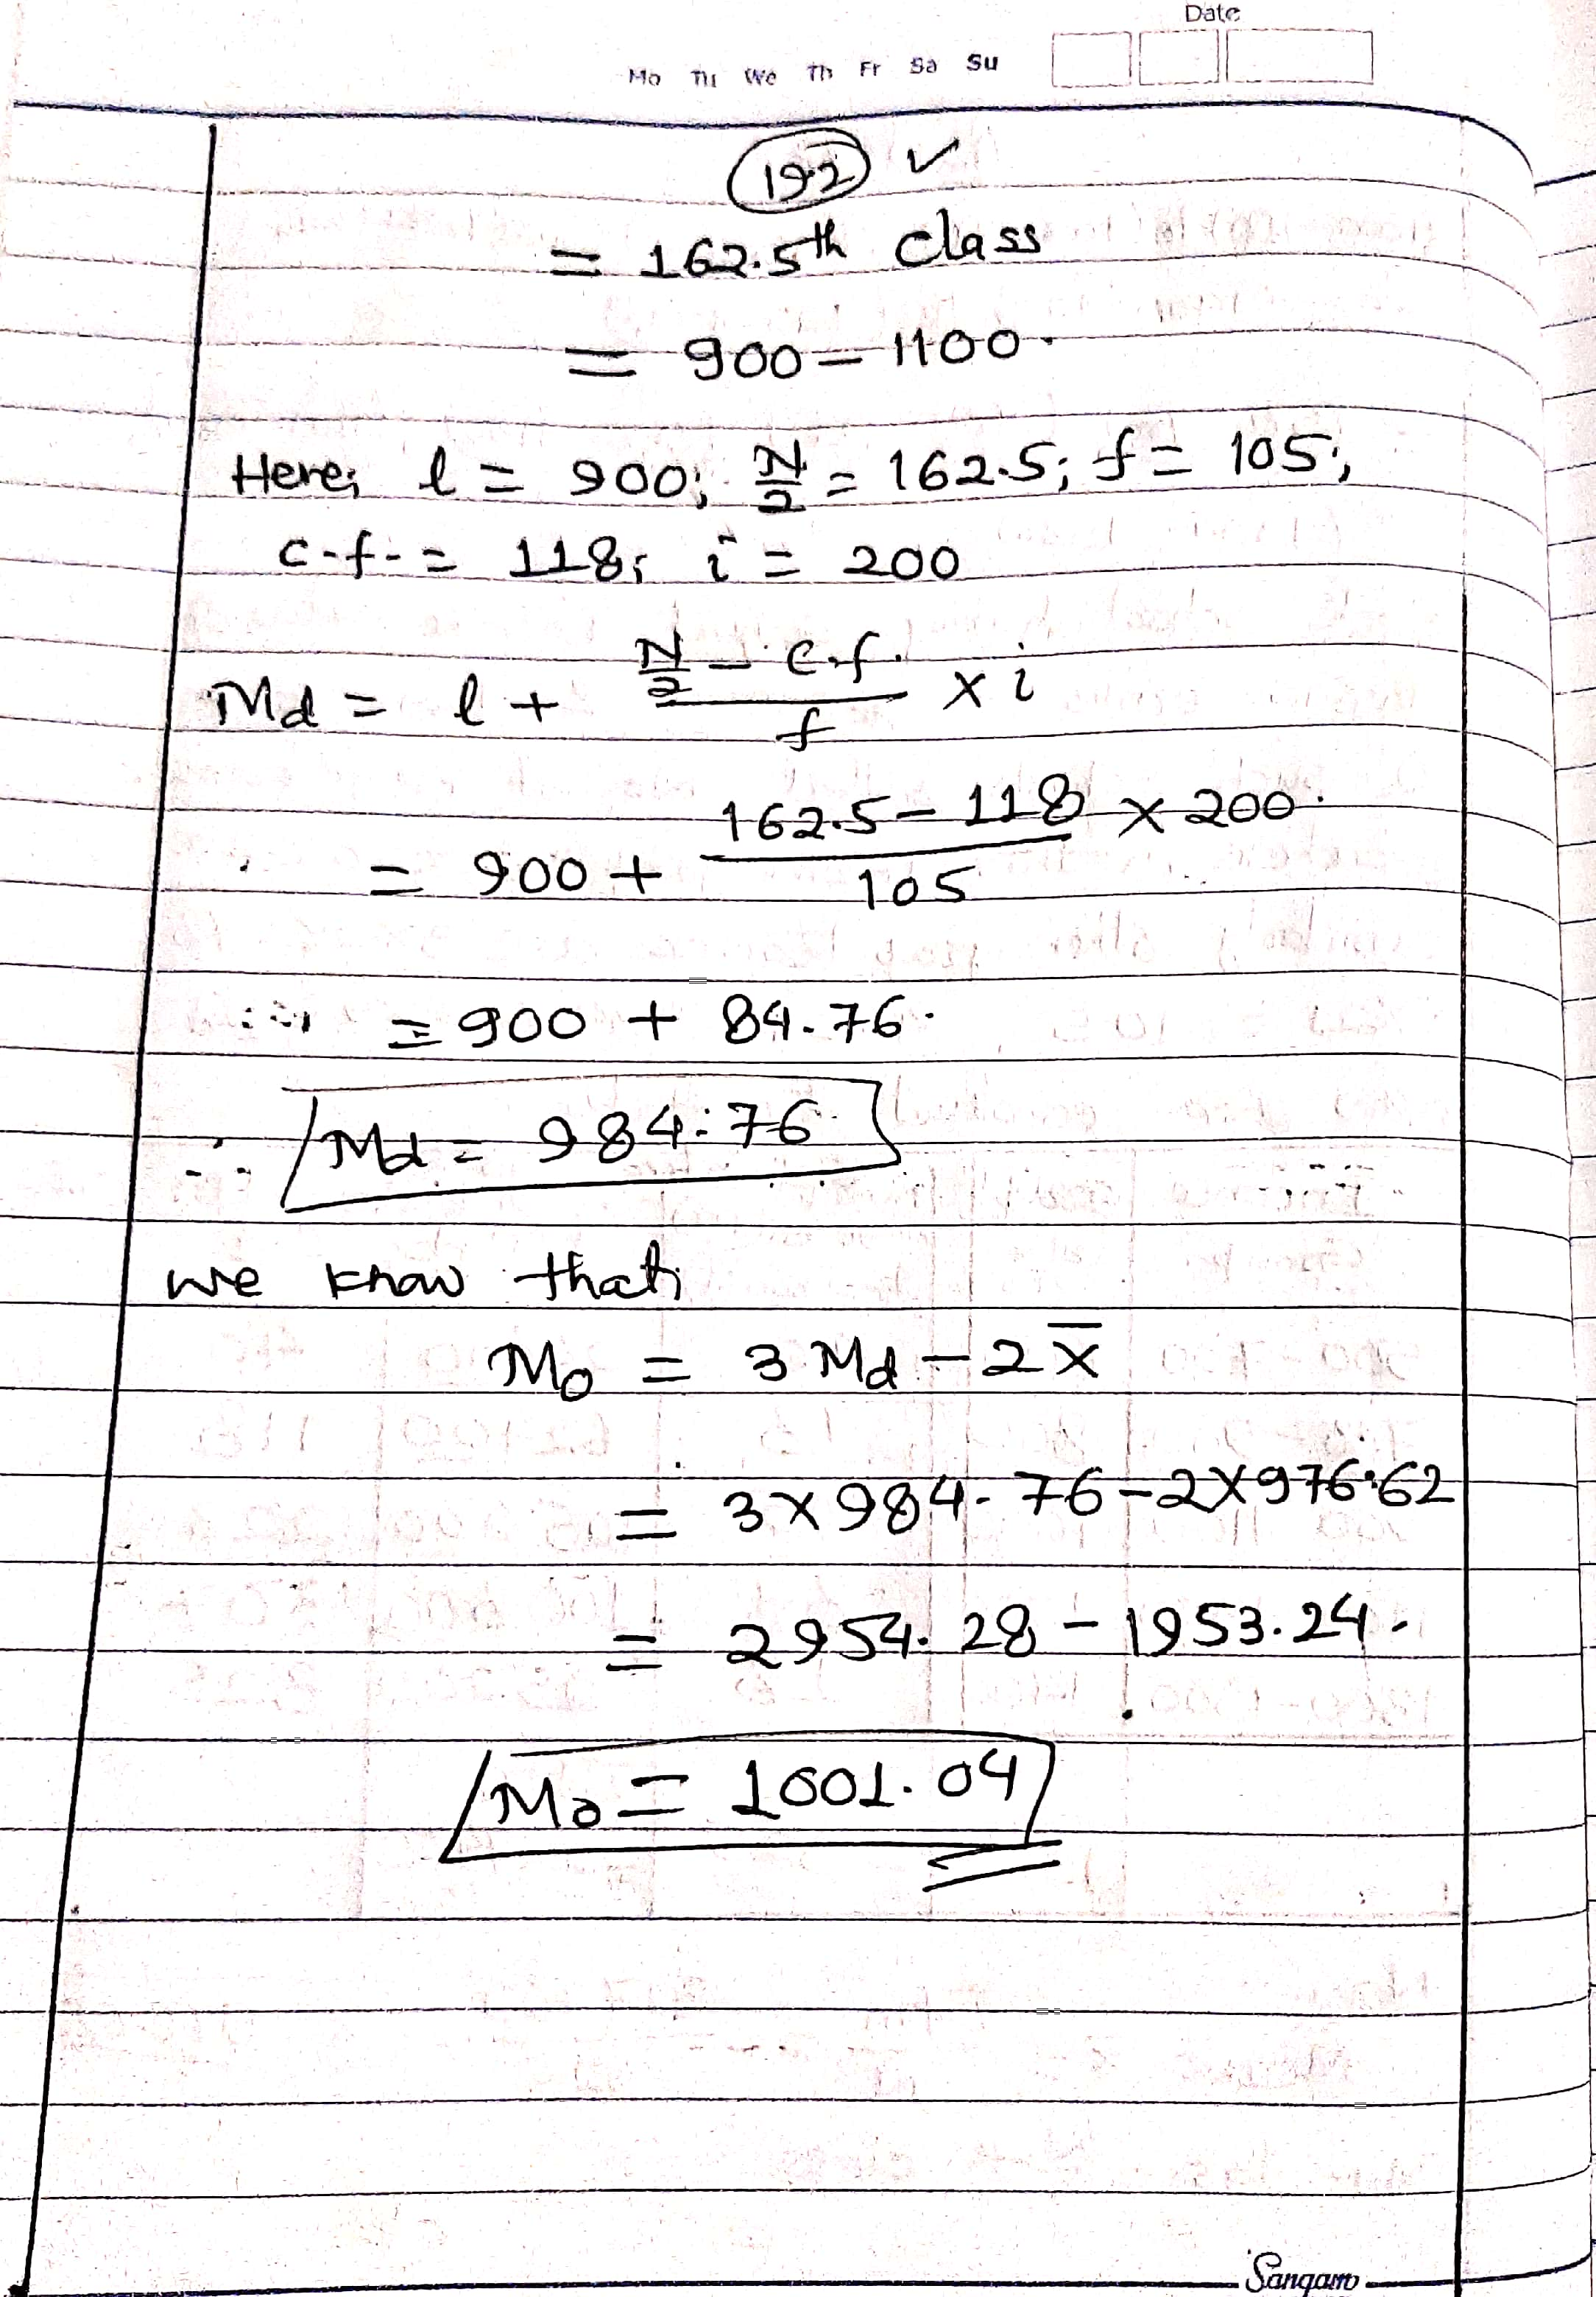 Date
Mo Tu We Th Fr Sa Su
192 ✓
= 162.5th class
= 900 - 1100.
Here; l = 900; N/2 = 162.5; f = 105;
c.f. = 118; i = 200
Md = l + (N/2 - c.f.)/f × i
= 900 + (162.5 - 118)/105 × 200.
= 900 + 84.76.
∴ Md = 984.76
we know that;
Mo = 3 Md - 2x̄
= 3×984.76 - 2×976.62
= 2954.28 - 1953.24.
Mo = 1001.04
Sangam